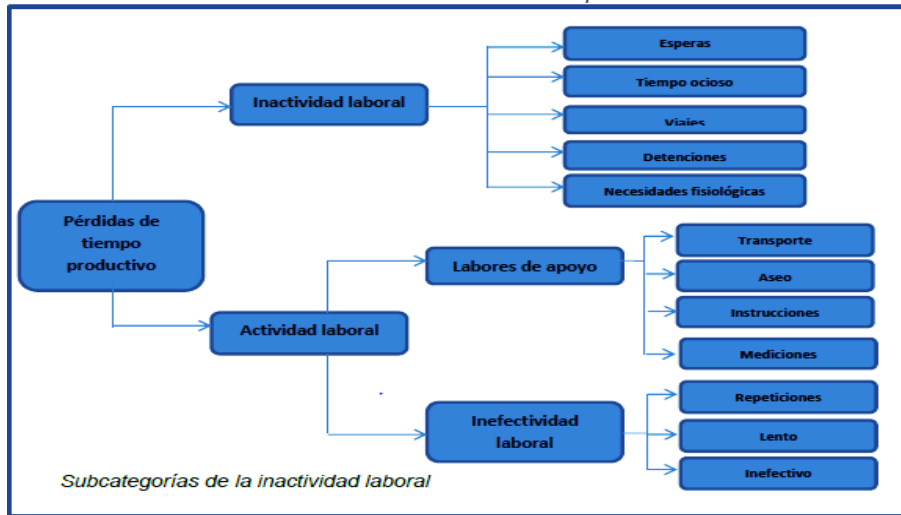 Inactividad laboral
Esperas
Tiempo ocioso
Viajes
Detenciones
Necesidades fisiológicas
Pérdidas de
tiempo
productivo
Labores de apoyo
Transporte
Aseo
Instrucciones
Mediciones
Actividad laboral
Inefectividad
laboral
Repeticiones
Lento
Inefectivo
Subcategorías de la inactividad laboral